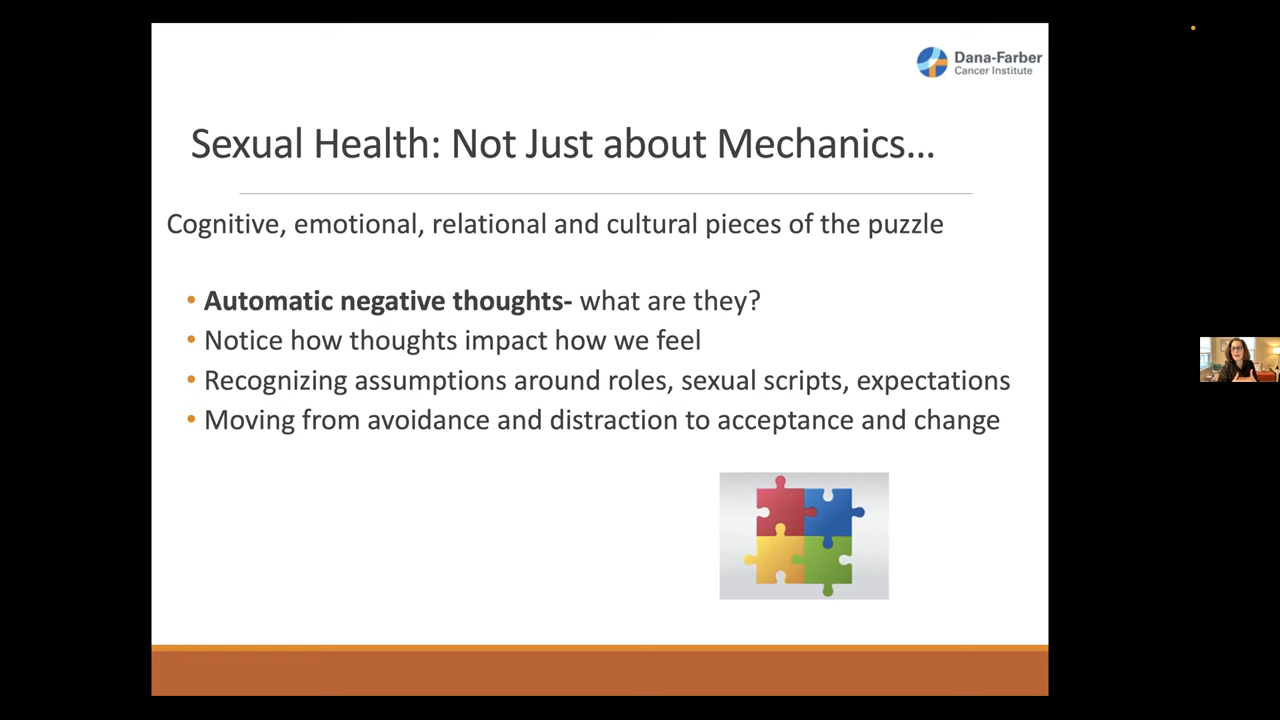 Dana-Farber
Cancer Institute
Sexual Health: Not Just about Mechanics...
Cognitive, emotional, relational and cultural pieces of the puzzle
• Automatic negative thoughts- what are they?
• Notice how thoughts impact how we feel
• Recognizing assumptions around roles, sexual scripts, expectations
• Moving from avoidance and distraction to acceptance and change